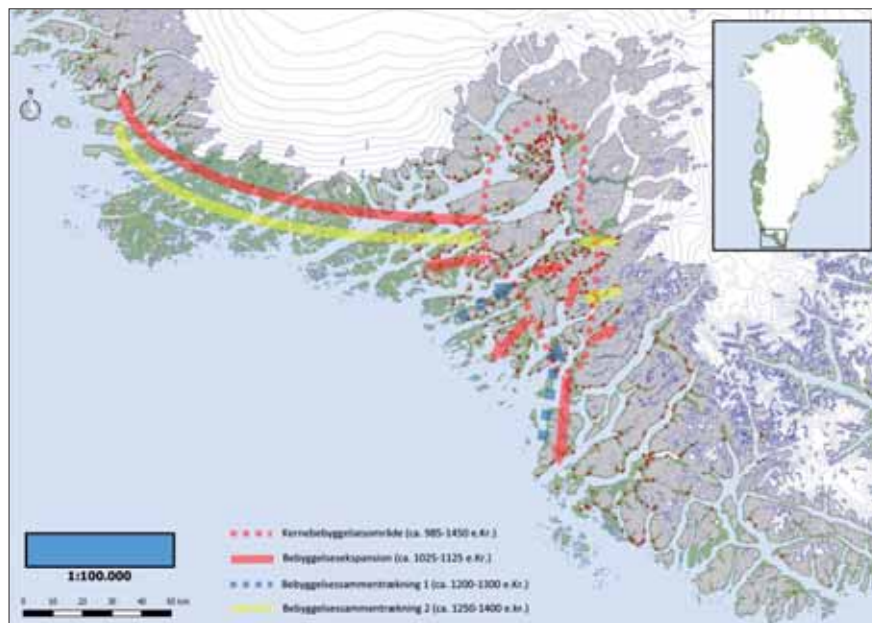 N
Kernebebyggelsesområde (ca. 985-1450 e.Kr.)
Bebyggelsesekspansion (ca. 1025-1125 e.Kr.)
Bebyggelsessammentrækning 1 (ca. 1200-1300 e.Kr.)
Bebyggelsessammentrækning 2 (ca. 1250-1400 e.kr.)
1:100.000
0 10 20 30 40 50 km